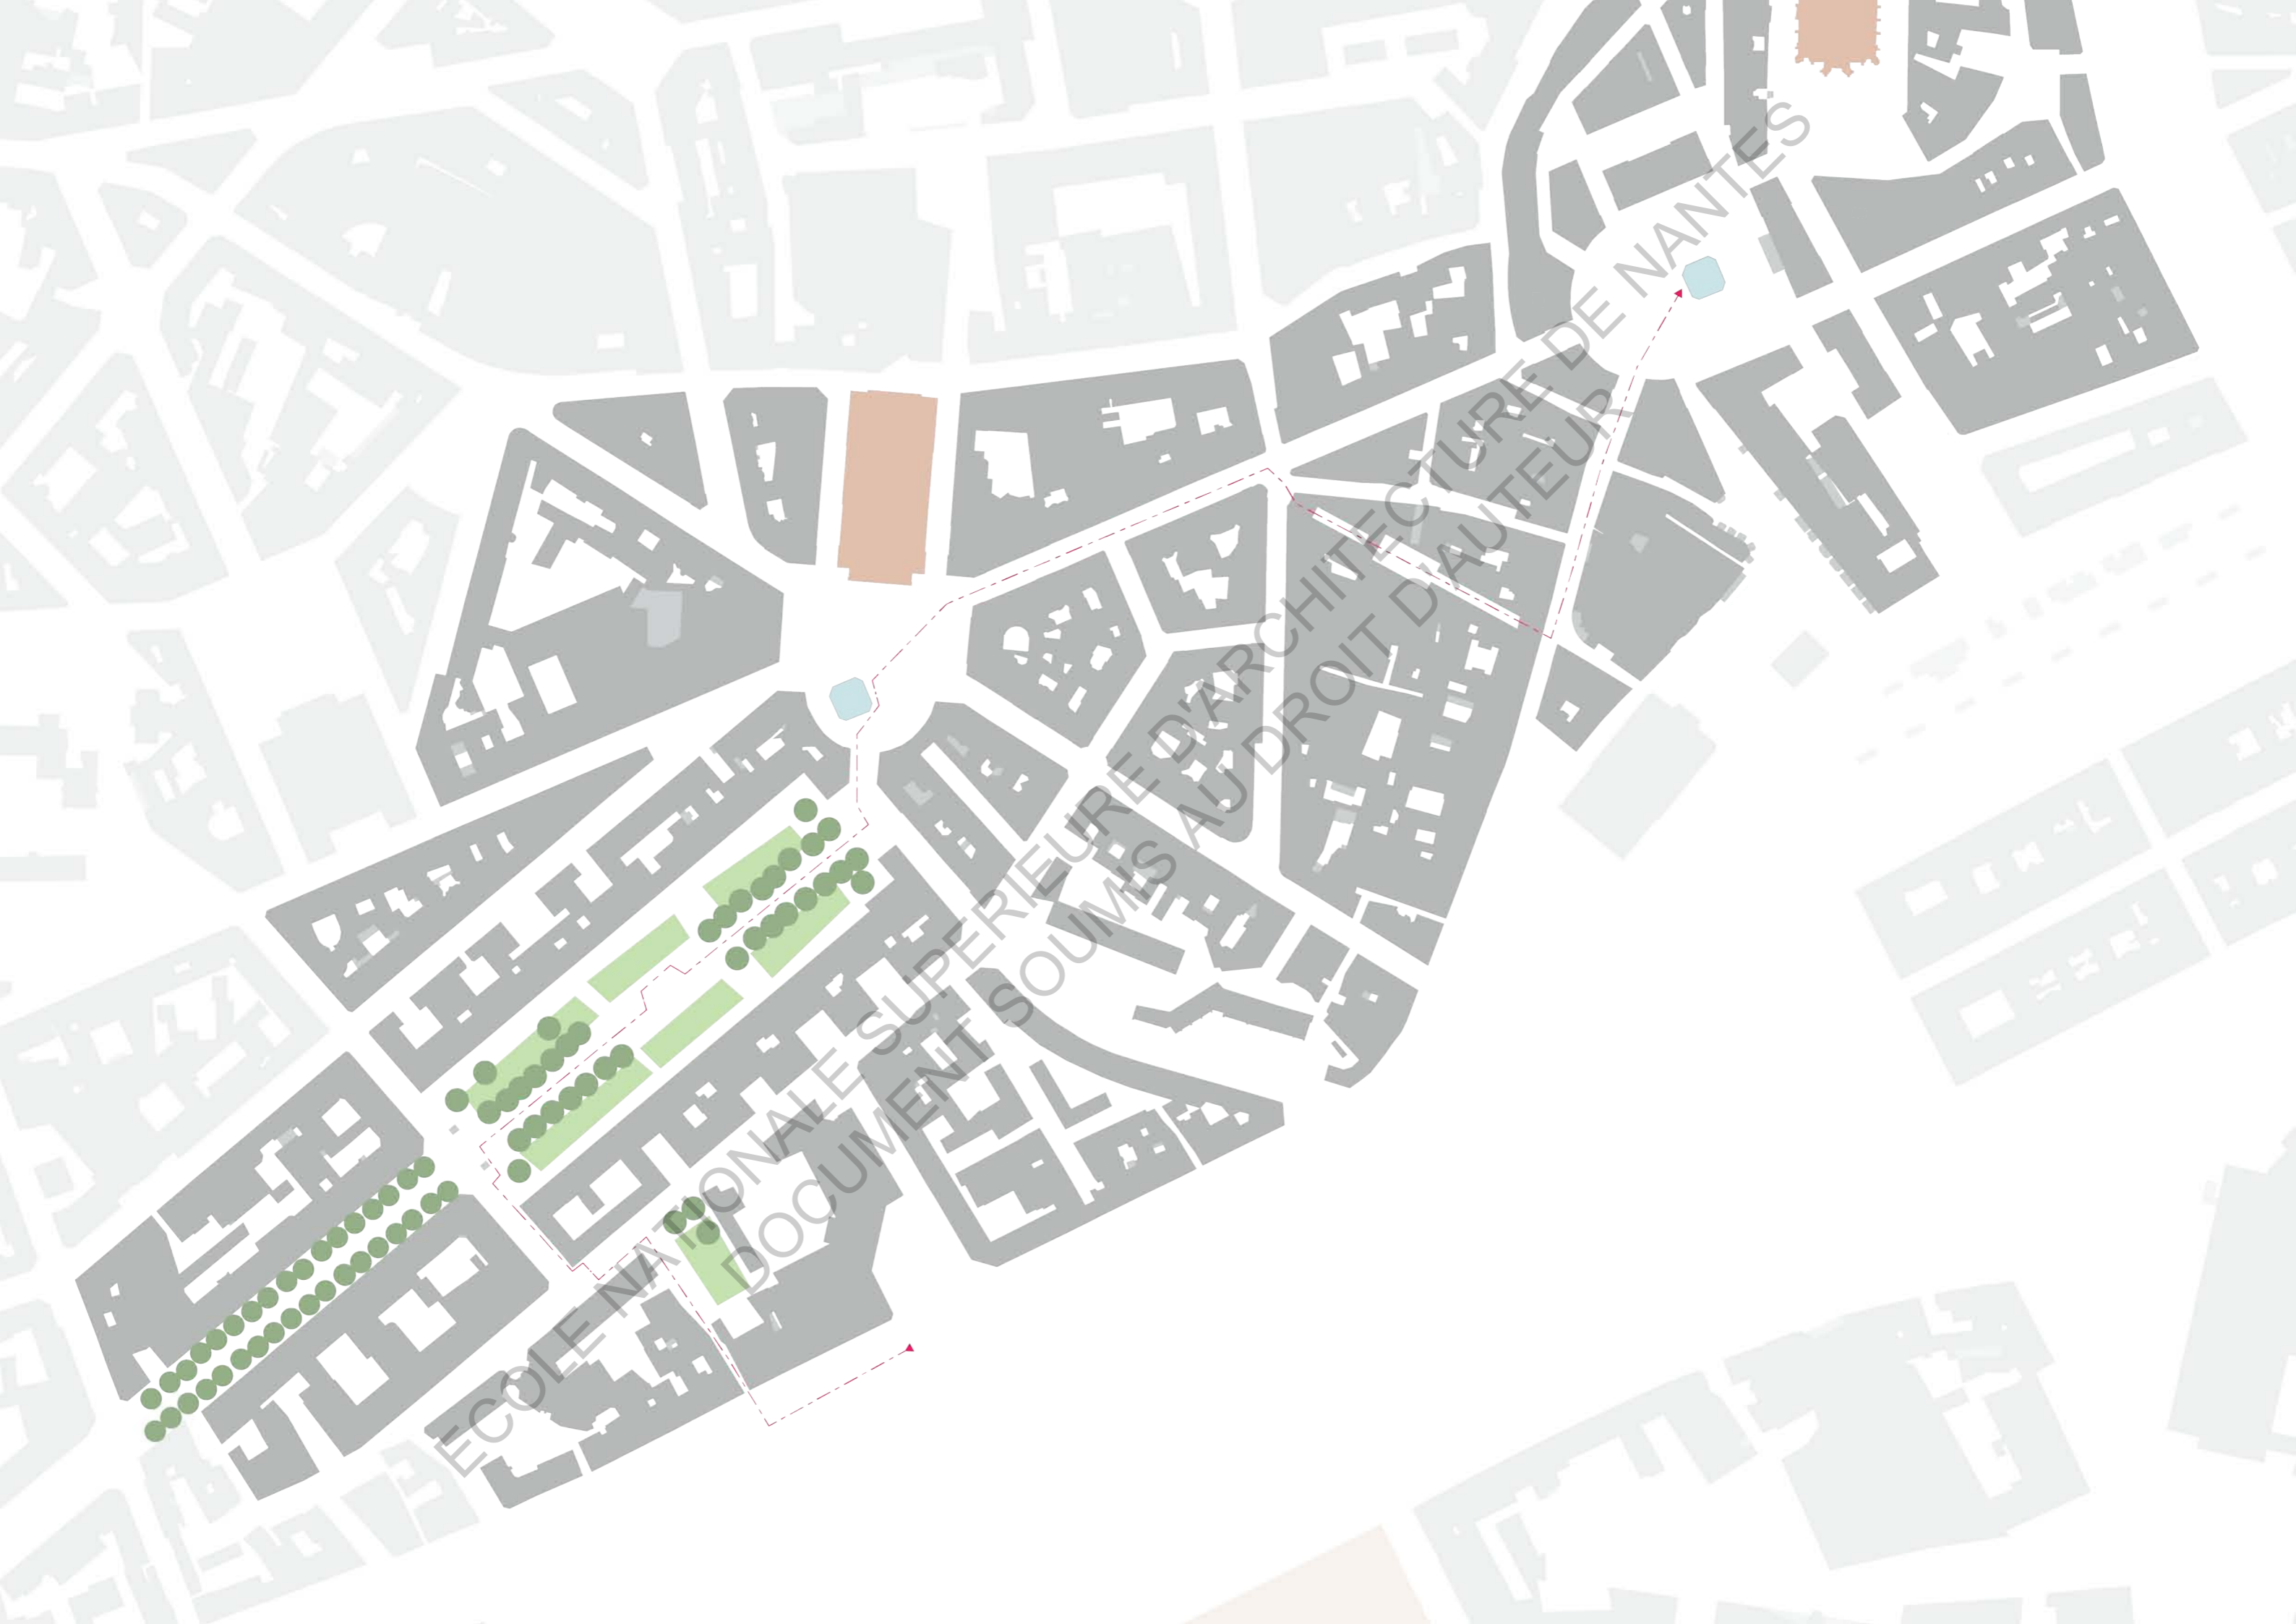 ECOLE NATIONALE SUPERIEURE D'ARCHITECTURE DE NANTES
DOCUMENT SOUMIS AU DROIT D'AUTEUR